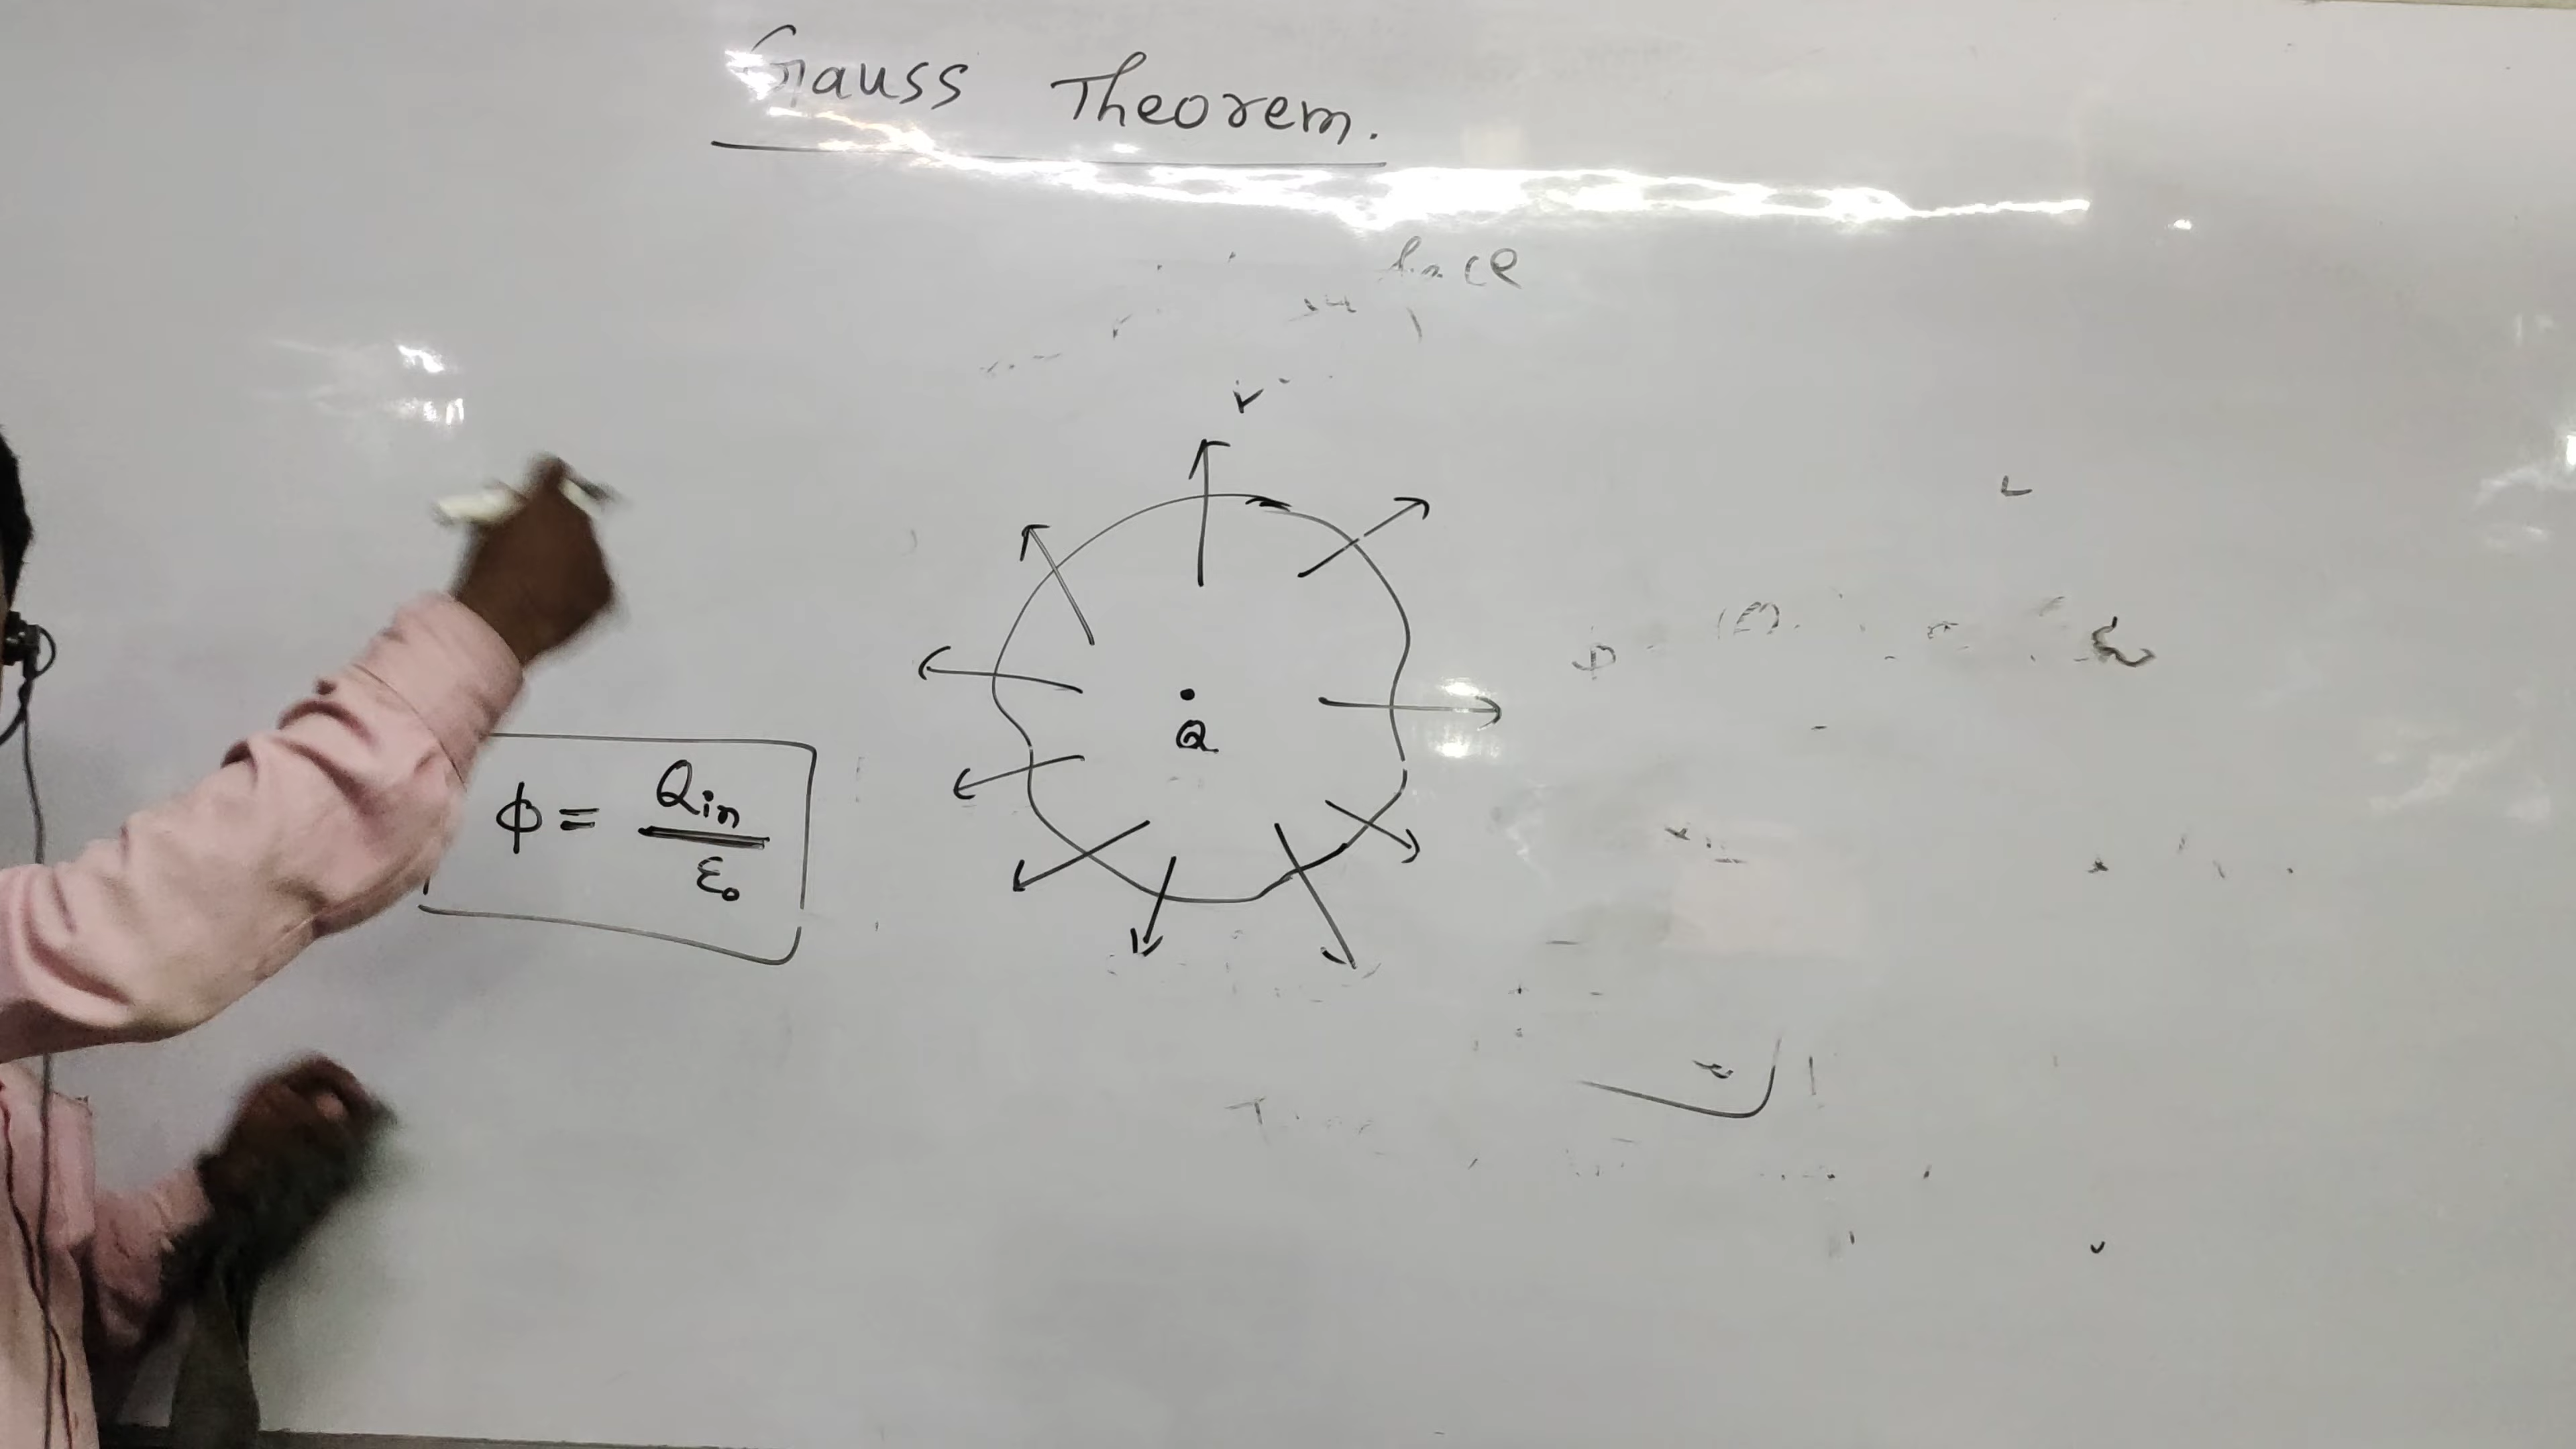 Gauss Theorem.
Q
ϕ = Qin / ε₀